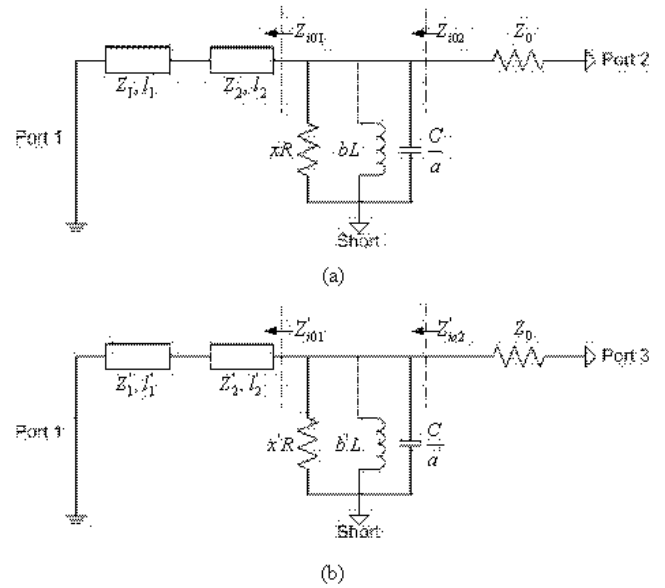 Z_{i01} Z_{i02} Z_0
Port 2
Z_1, l_1 Z_2, l_2
Port 1
xR bL C/a
Short
(a)
Z'_{i01} Z'_{io2} Z_0
Port 3
Z'_1, l'_1 Z'_2, l'_2
Port 1
x'R b'L C/a
Short
(b)